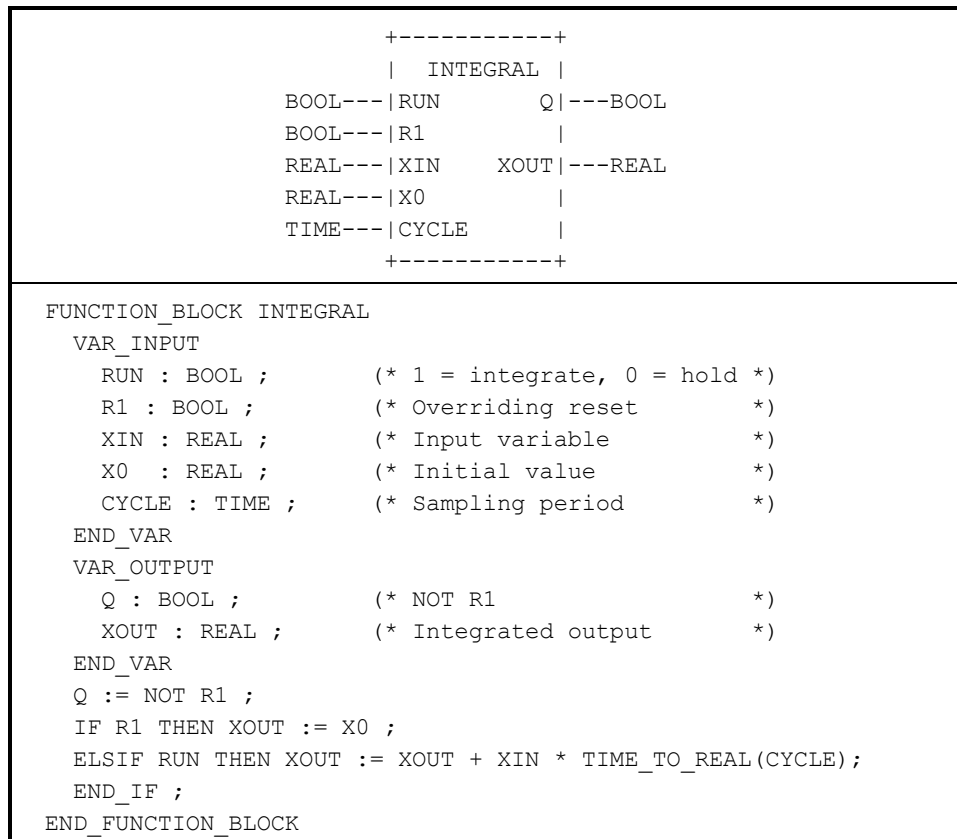 +-----------+
| INTEGRAL |
BOOL---|RUN Q|---BOOL
BOOL---|R1 |
REAL---|XIN XOUT|---REAL
REAL---|X0 |
TIME---|CYCLE |
+-----------+
FUNCTION_BLOCK INTEGRAL
VAR_INPUT
RUN : BOOL ; (* 1 = integrate, 0 = hold *)
R1 : BOOL ; (* Overriding reset *)
XIN : REAL ; (* Input variable *)
X0 : REAL ; (* Initial value *)
CYCLE : TIME ; (* Sampling period *)
END_VAR
VAR_OUTPUT
Q : BOOL ; (* NOT R1 *)
XOUT : REAL ; (* Integrated output *)
END_VAR
Q := NOT R1 ;
IF R1 THEN XOUT := X0 ;
ELSIF RUN THEN XOUT := XOUT + XIN * TIME_TO_REAL(CYCLE);
END_IF ;
END_FUNCTION_BLOCK